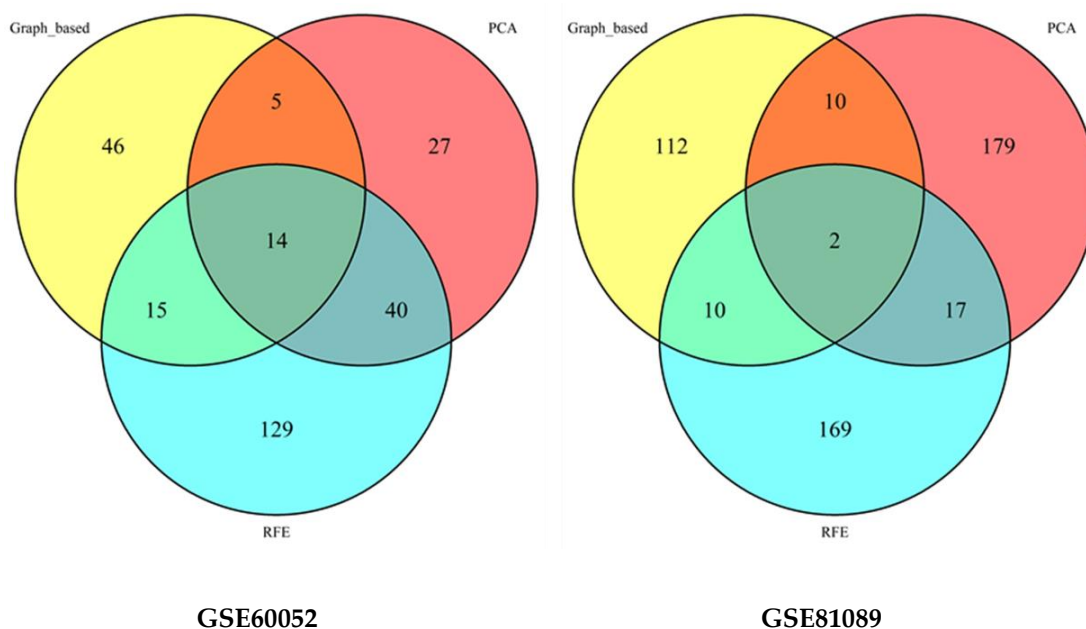 Graph_based
PCA
5
46
27
14
15
40
129
RFE
GSE60052
Graph_based
PCA
10
112
179
2
10
17
169
RFE
GSE81089